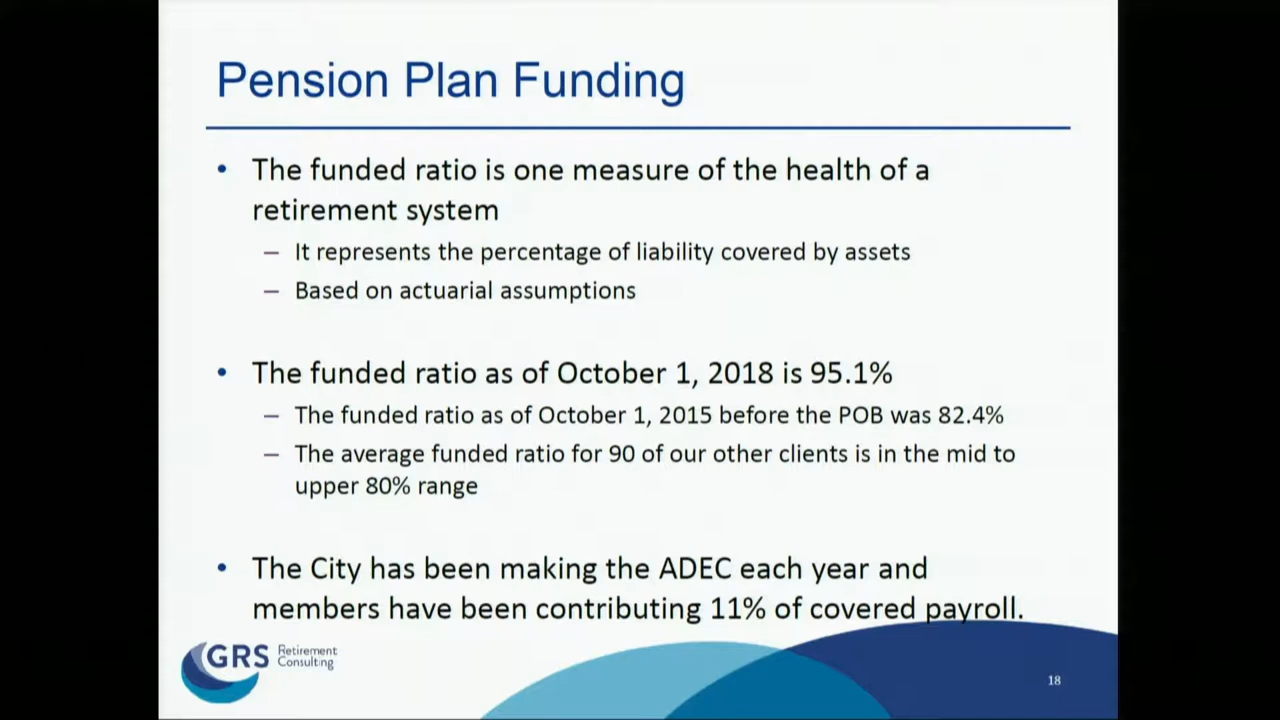 Pension Plan Funding
• The funded ratio is one measure of the health of a
retirement system
– It represents the percentage of liability covered by assets
– Based on actuarial assumptions
• The funded ratio as of October 1, 2018 is 95.1%
– The funded ratio as of October 1, 2015 before the POB was 82.4%
– The average funded ratio for 90 of our other clients is in the mid to
upper 80% range
• The City has been making the ADEC each year and
members have been contributing 11% of covered payroll.
GRS Retirement
Consulting
18